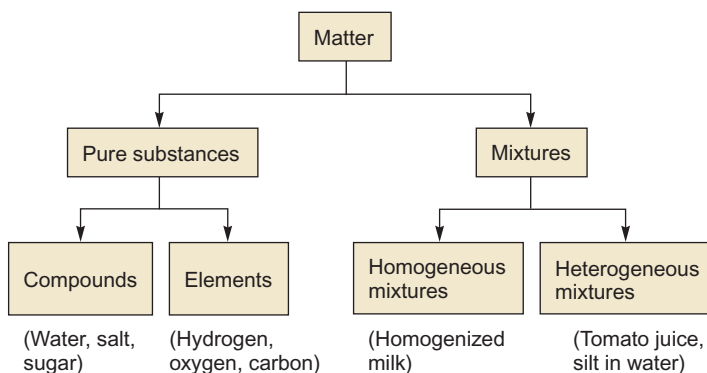 Matter
Pure substances
Mixtures
Compounds
Elements
Homogeneous
mixtures
Heterogeneous
mixtures
(Water, salt,
sugar)
(Hydrogen,
oxygen, carbon)
(Homogenized
milk)
(Tomato juice,
silt in water)